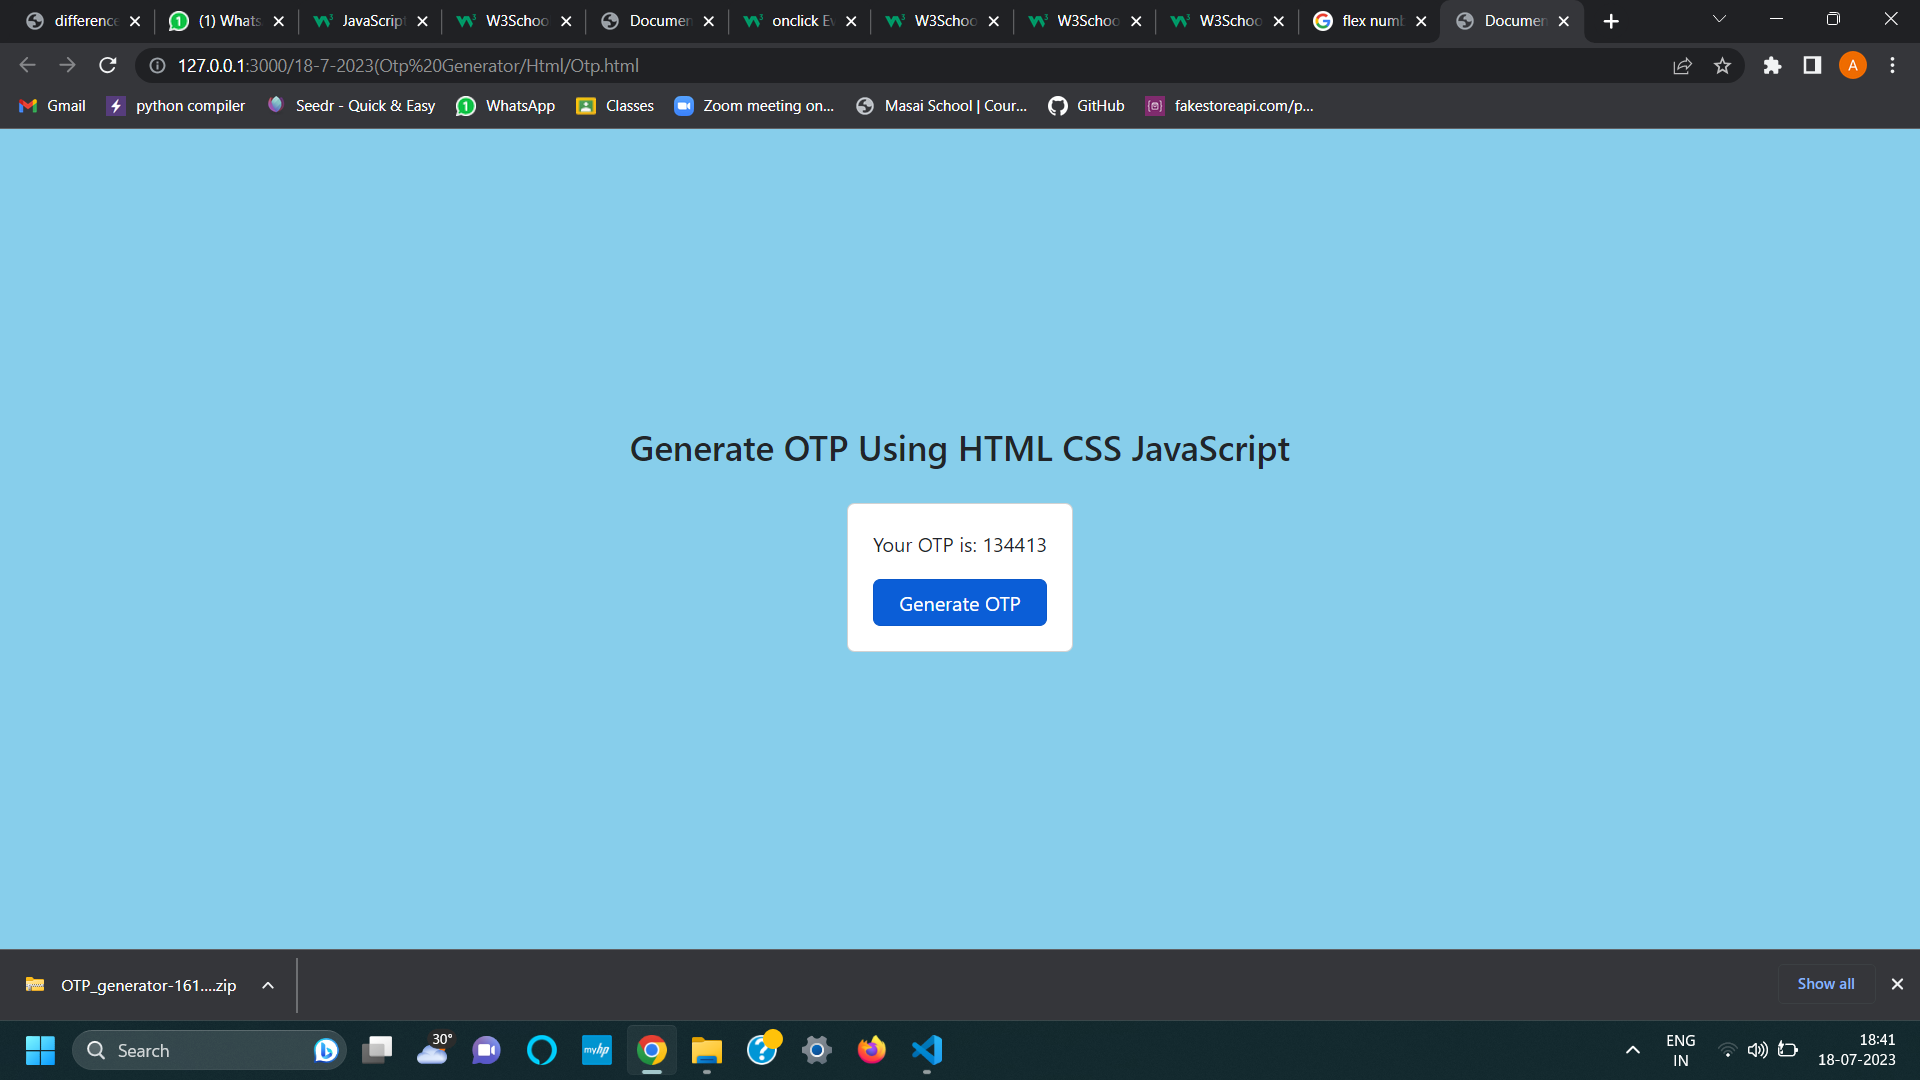 difference
(1) Whats
JavaScript
W3Schoo
Documen
onclick Ev
W3Schoo
W3Schoo
W3Schoo
flex numb
Documen
127.0.0.1:3000/18-7-2023(Otp%20Generator/Html/Otp.html
A
Gmail
python compiler
Seedr - Quick & Easy
WhatsApp
Classes
Zoom meeting on...
Masai School | Cour...
GitHub
fakestoreapi.com/p...
Generate OTP Using HTML CSS JavaScript
Your OTP is: 134413
Generate OTP
OTP_generator-161....zip
Show all
Search
30°
myhp
ENG
IN
18:41
18-07-2023